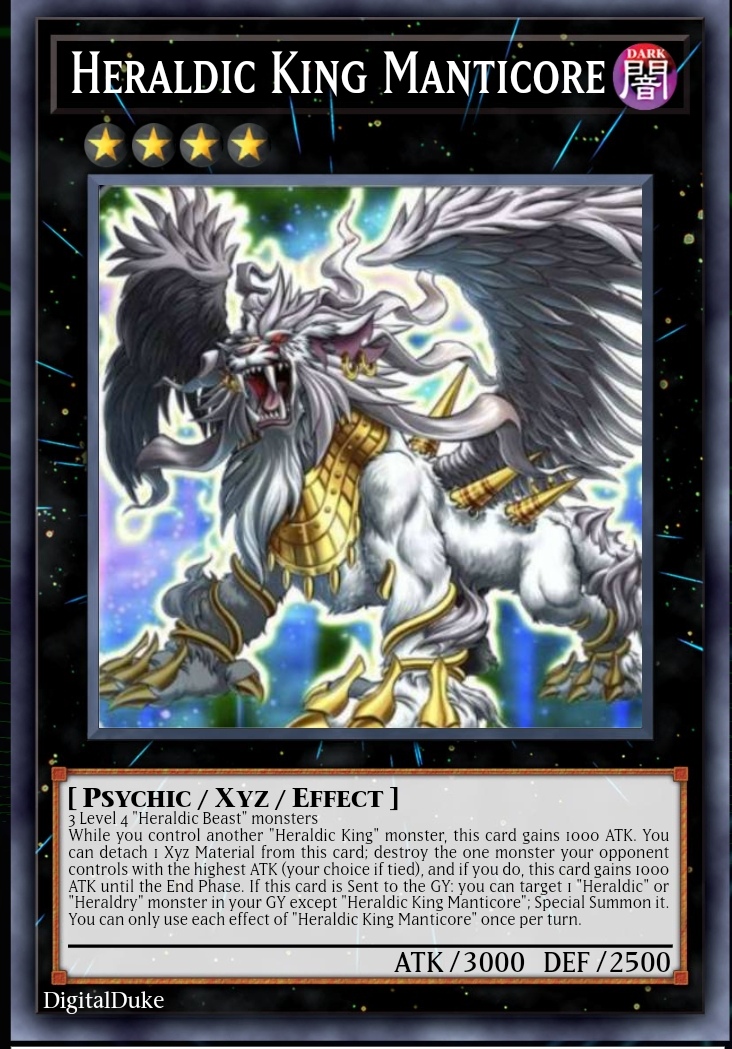 Heraldic King Manticore
DARK
闇
[ Psychic / Xyz / Effect ]
3 Level 4 "Heraldic Beast" monsters
While you control another "Heraldic King" monster, this card gains 1000 ATK. You
can detach 1 Xyz Material from this card; destroy the one monster your opponent
controls with the highest ATK (your choice if tied), and if you do, this card gains 1000
ATK until the End Phase. If this card is Sent to the GY: you can target 1 "Heraldic" or
"Heraldry" monster in your GY except "Heraldic King Manticore"; Special Summon it.
You can only use each effect of "Heraldic King Manticore" once per turn.
ATK/3000 DEF/2500
DigitalDuke